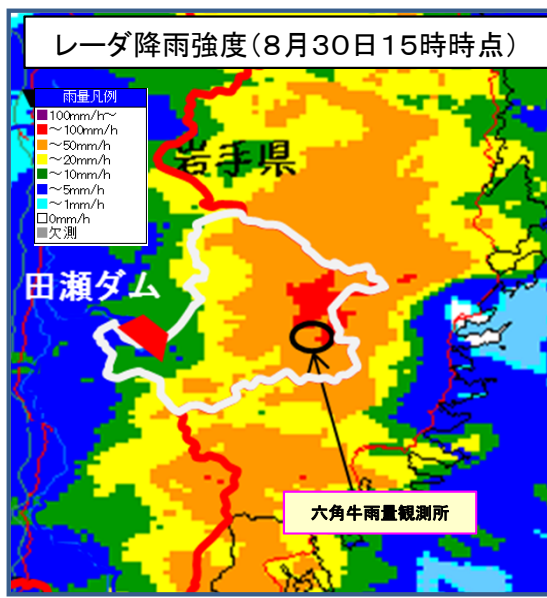 レーダ降雨強度(8月30日15時時点)
雨量凡例
100mm/h～
～100mm/h
～50mm/h
～20mm/h
～10mm/h
～5mm/h
～1mm/h
0mm/h
欠測
岩手県
田瀬ダム
六角牛雨量観測所